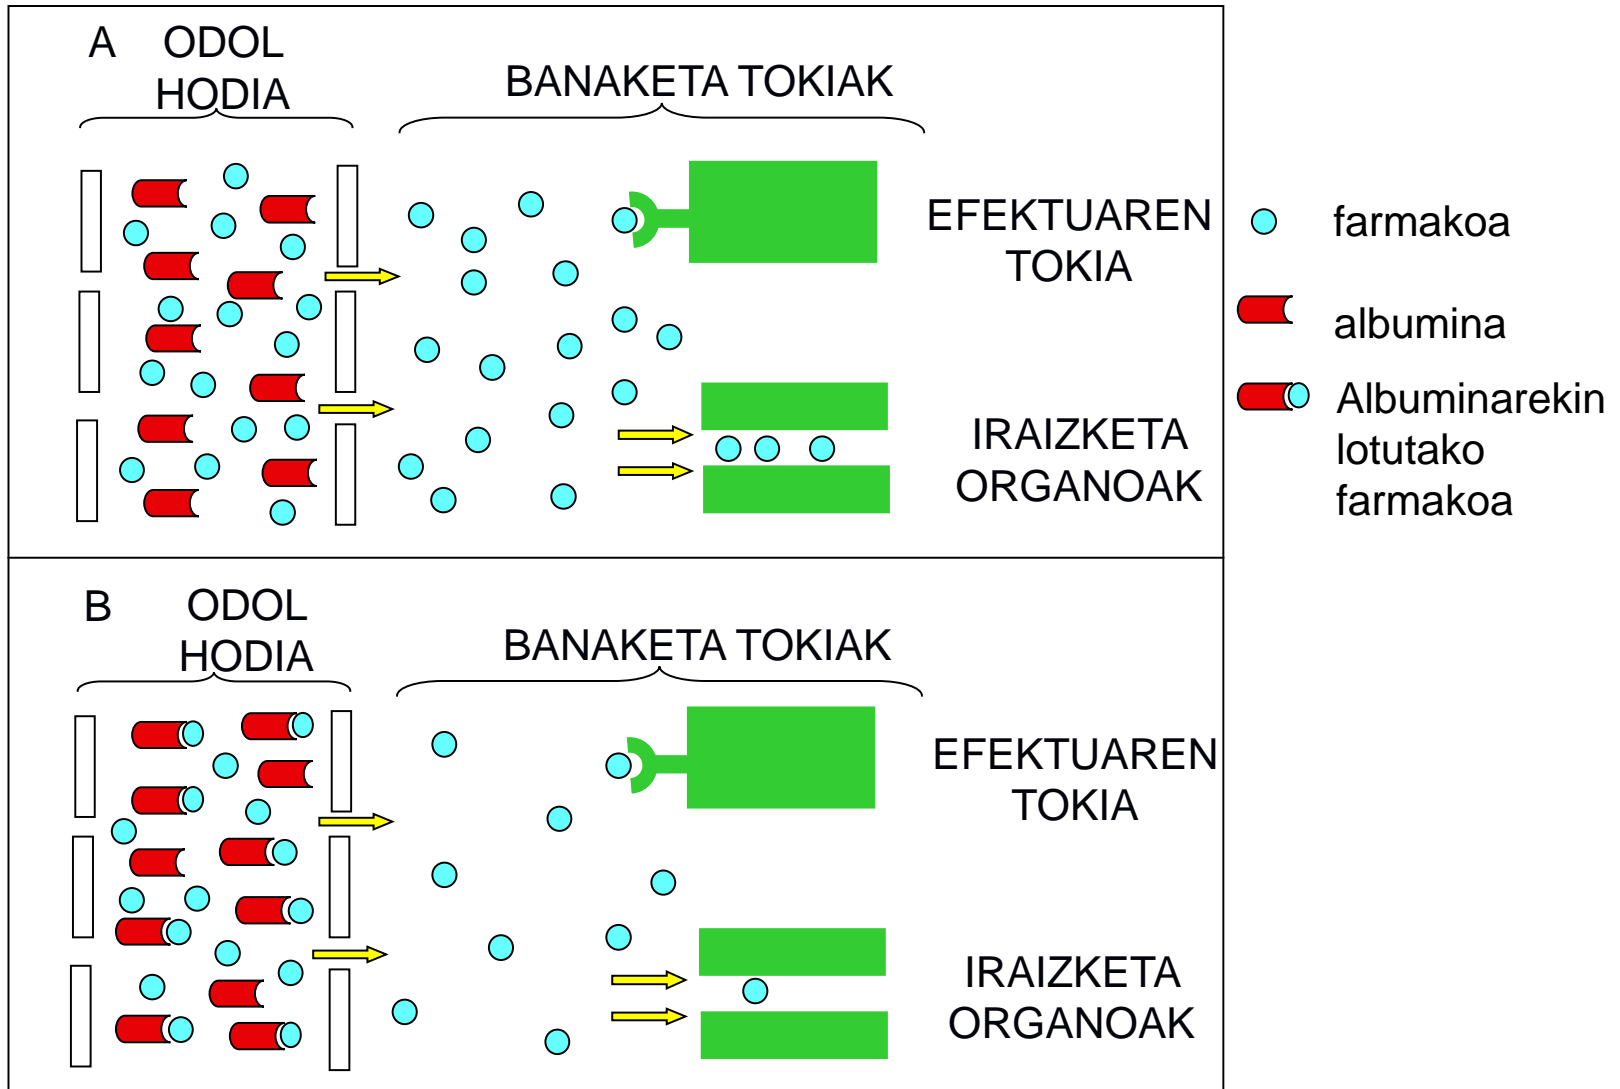 A
ODOL
HODIA
BANAKETA TOKIAK
EFEKTUAREN
TOKIA
IRAIZKETA
ORGANOAK
B
ODOL
HODIA
BANAKETA TOKIAK
EFEKTUAREN
TOKIA
IRAIZKETA
ORGANOAK
farmakoa
albumina
Albuminarekin
lotutako
farmakoa